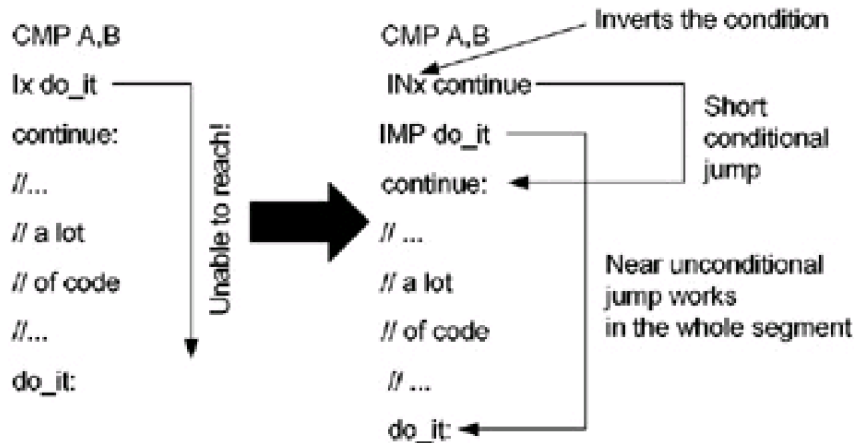 CMP A,B
Ix do_it
continue:
//...
// a lot
// of code
//...
do_it:
Unable to reach!
CMP A,B
INx continue
IMP do_it
continue:
// ...
// a lot
// of code
// ...
do_it:
Inverts the condition
Short
conditional
jump
Near unconditional
jump works
in the whole segment